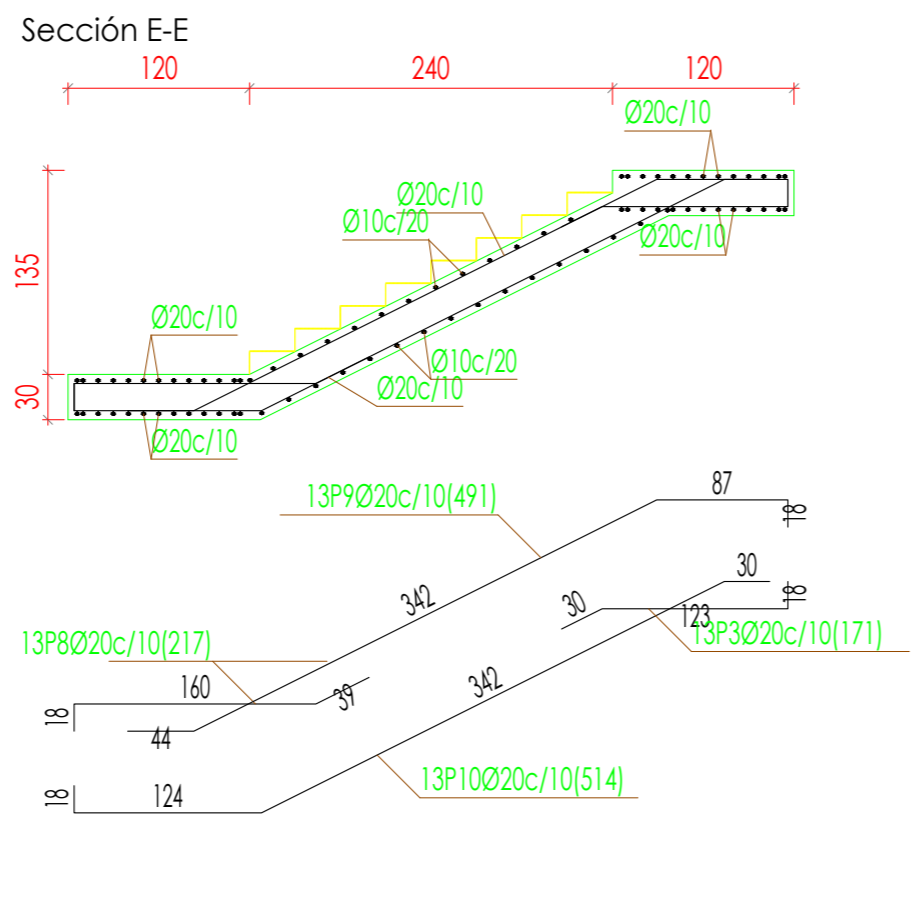 Sección E-E
120
240
120
Ø20c/10
Ø20c/10
Ø10c/20
Ø20c/10
135
Ø20c/10
Ø10c/20
30
Ø20c/10
Ø20c/10
87
13P9Ø20c/10(491)
18
30
342
30
18
123
13P8Ø20c/10(217)
13P3Ø20c/10(171)
160
39
342
18
44
13P10Ø20c/10(514)
18
124